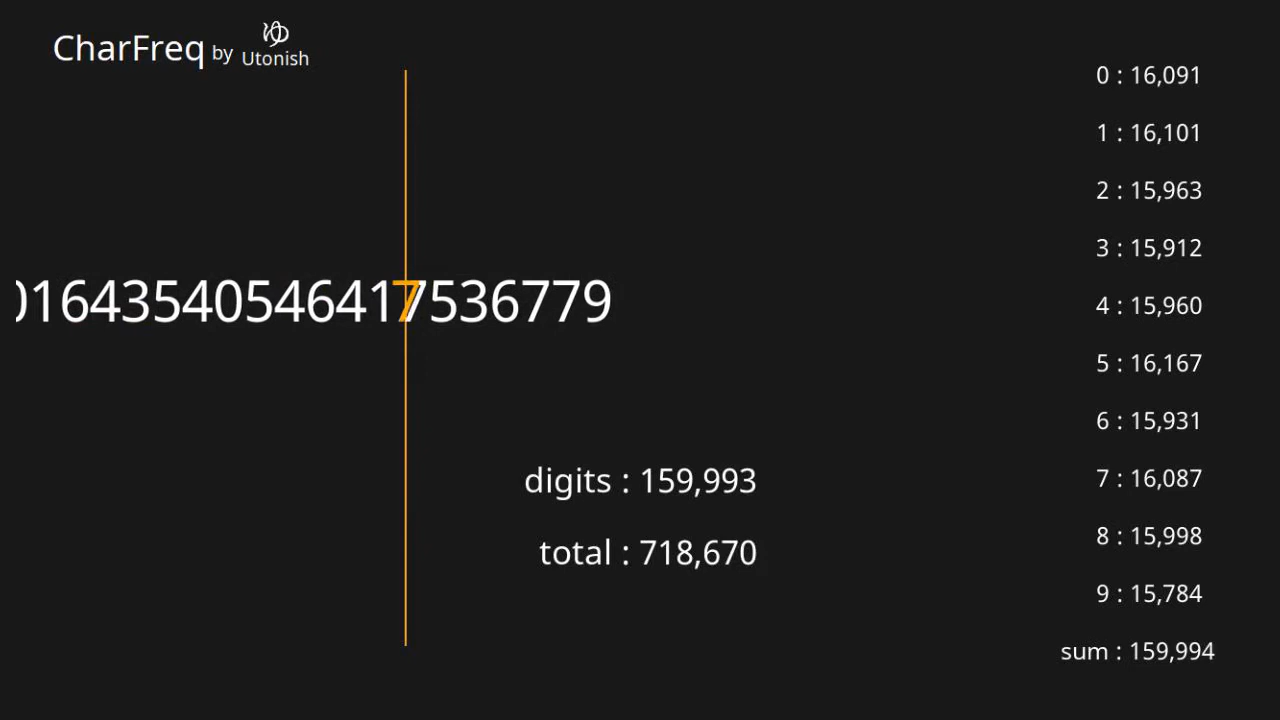 CharFreq by Utonish
0 : 16,091
1 : 16,101
2 : 15,963
3 : 15,912
01643540546417536779
4 : 15,960
5 : 16,167
6 : 15,931
digits : 159,993
7 : 16,087
8 : 15,998
total : 718,670
9 : 15,784
sum : 159,994